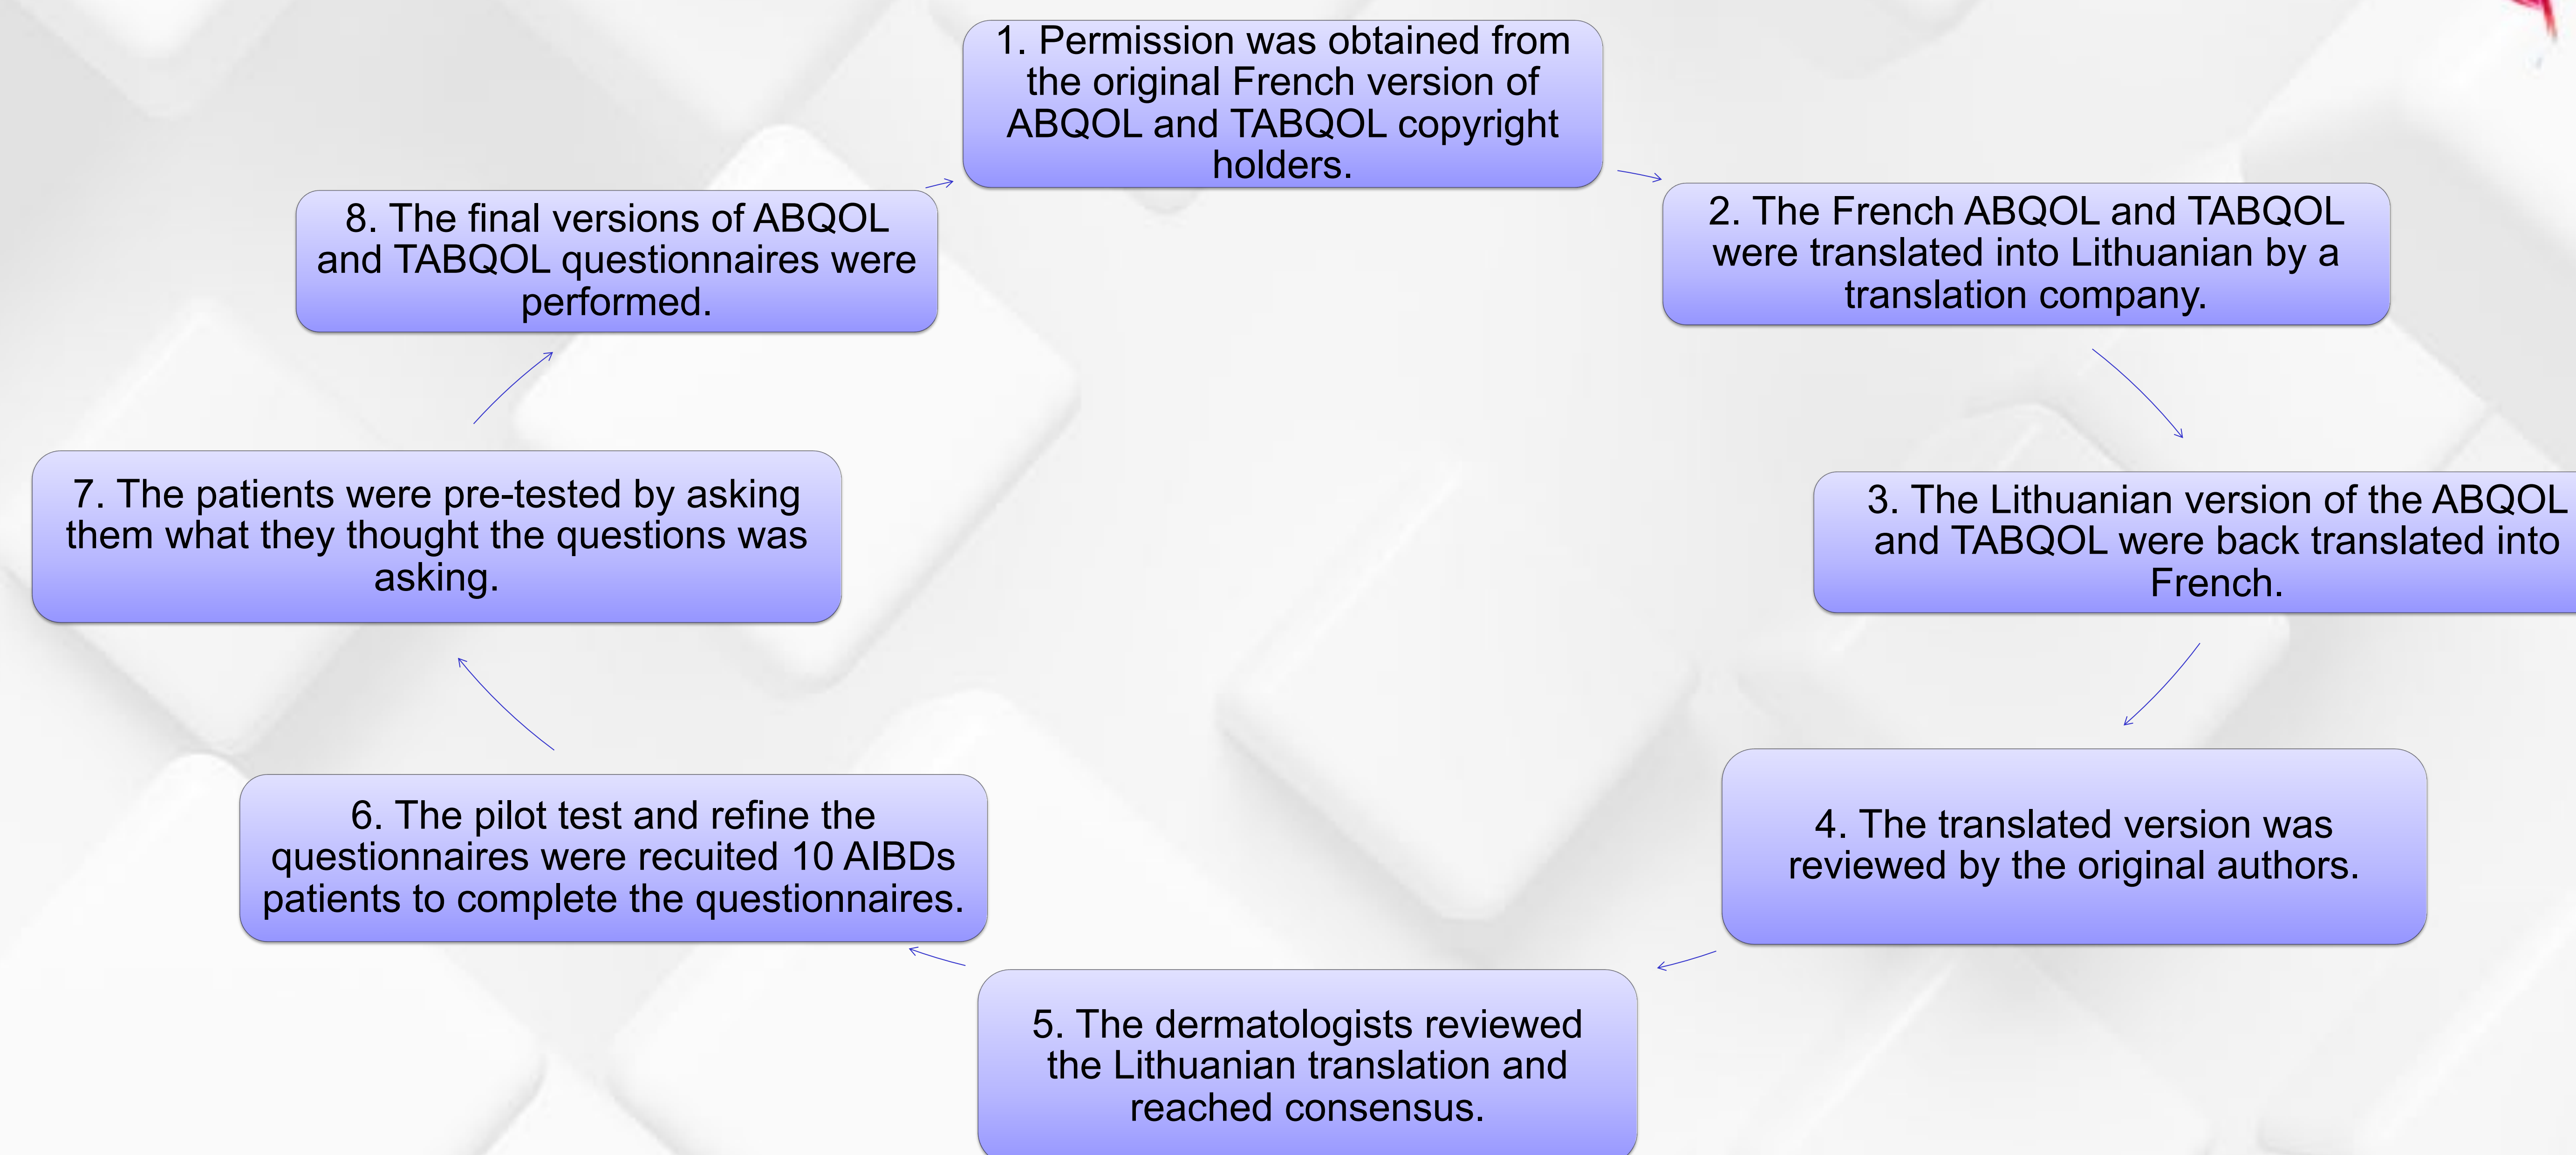 1. Permission was obtained from
the original French version of
ABQOL and TABQOL copyright
holders.
2. The French ABQOL and TABQOL
were translated into Lithuanian by a
translation company.
3. The Lithuanian version of the ABQOL
and TABQOL were back translated into
French.
4. The translated version was
reviewed by the original authors.
5. The dermatologists reviewed
the Lithuanian translation and
reached consensus.
6. The pilot test and refine the
questionnaires were recuited 10 AIBDs
patients to complete the questionnaires.
7. The patients were pre-tested by asking
them what they thought the questions was
asking.
8. The final versions of ABQOL
and TABQOL questionnaires were
performed.